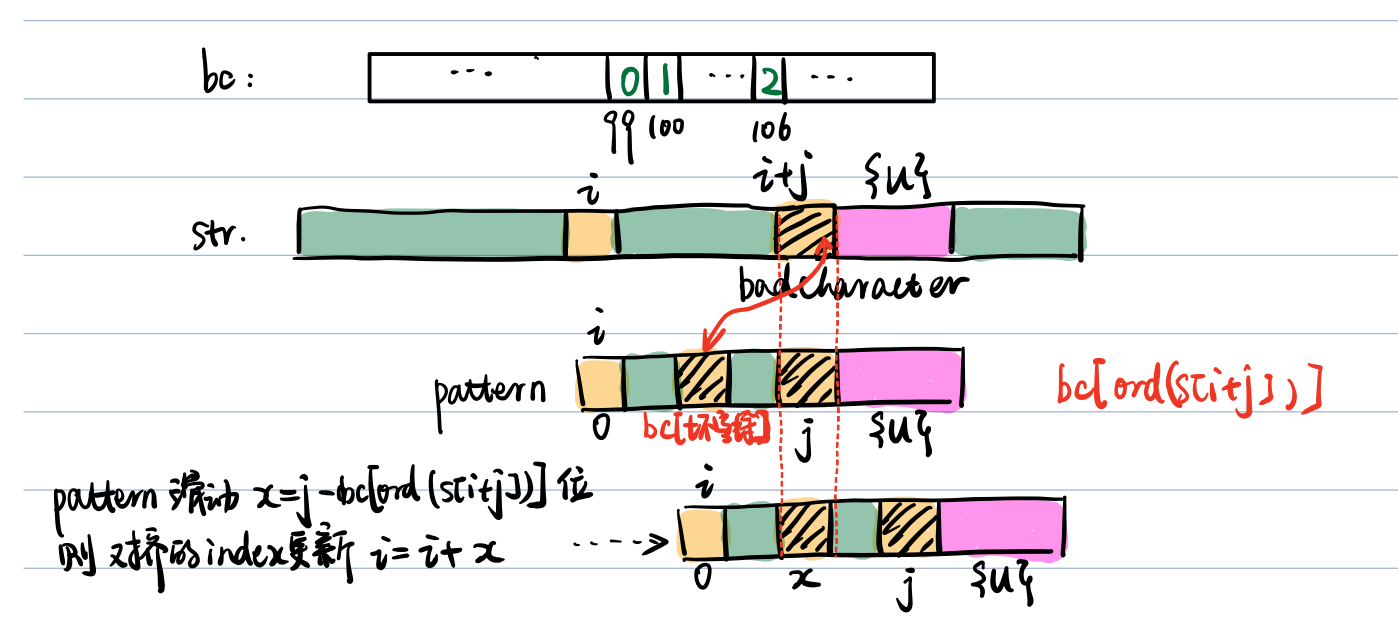 bc:
... 0 1 ... 2 ...
99 100 106
i i+j {u}
str.
badcharacter
i
pattern
bc[ord(s[i+j])]
0 bc[坏字符] j {u}
pattern 滑动 x=j-bc[ord(s[i+j])]位
i
则 对挤的index更新 i=i+x
0 x j {u}